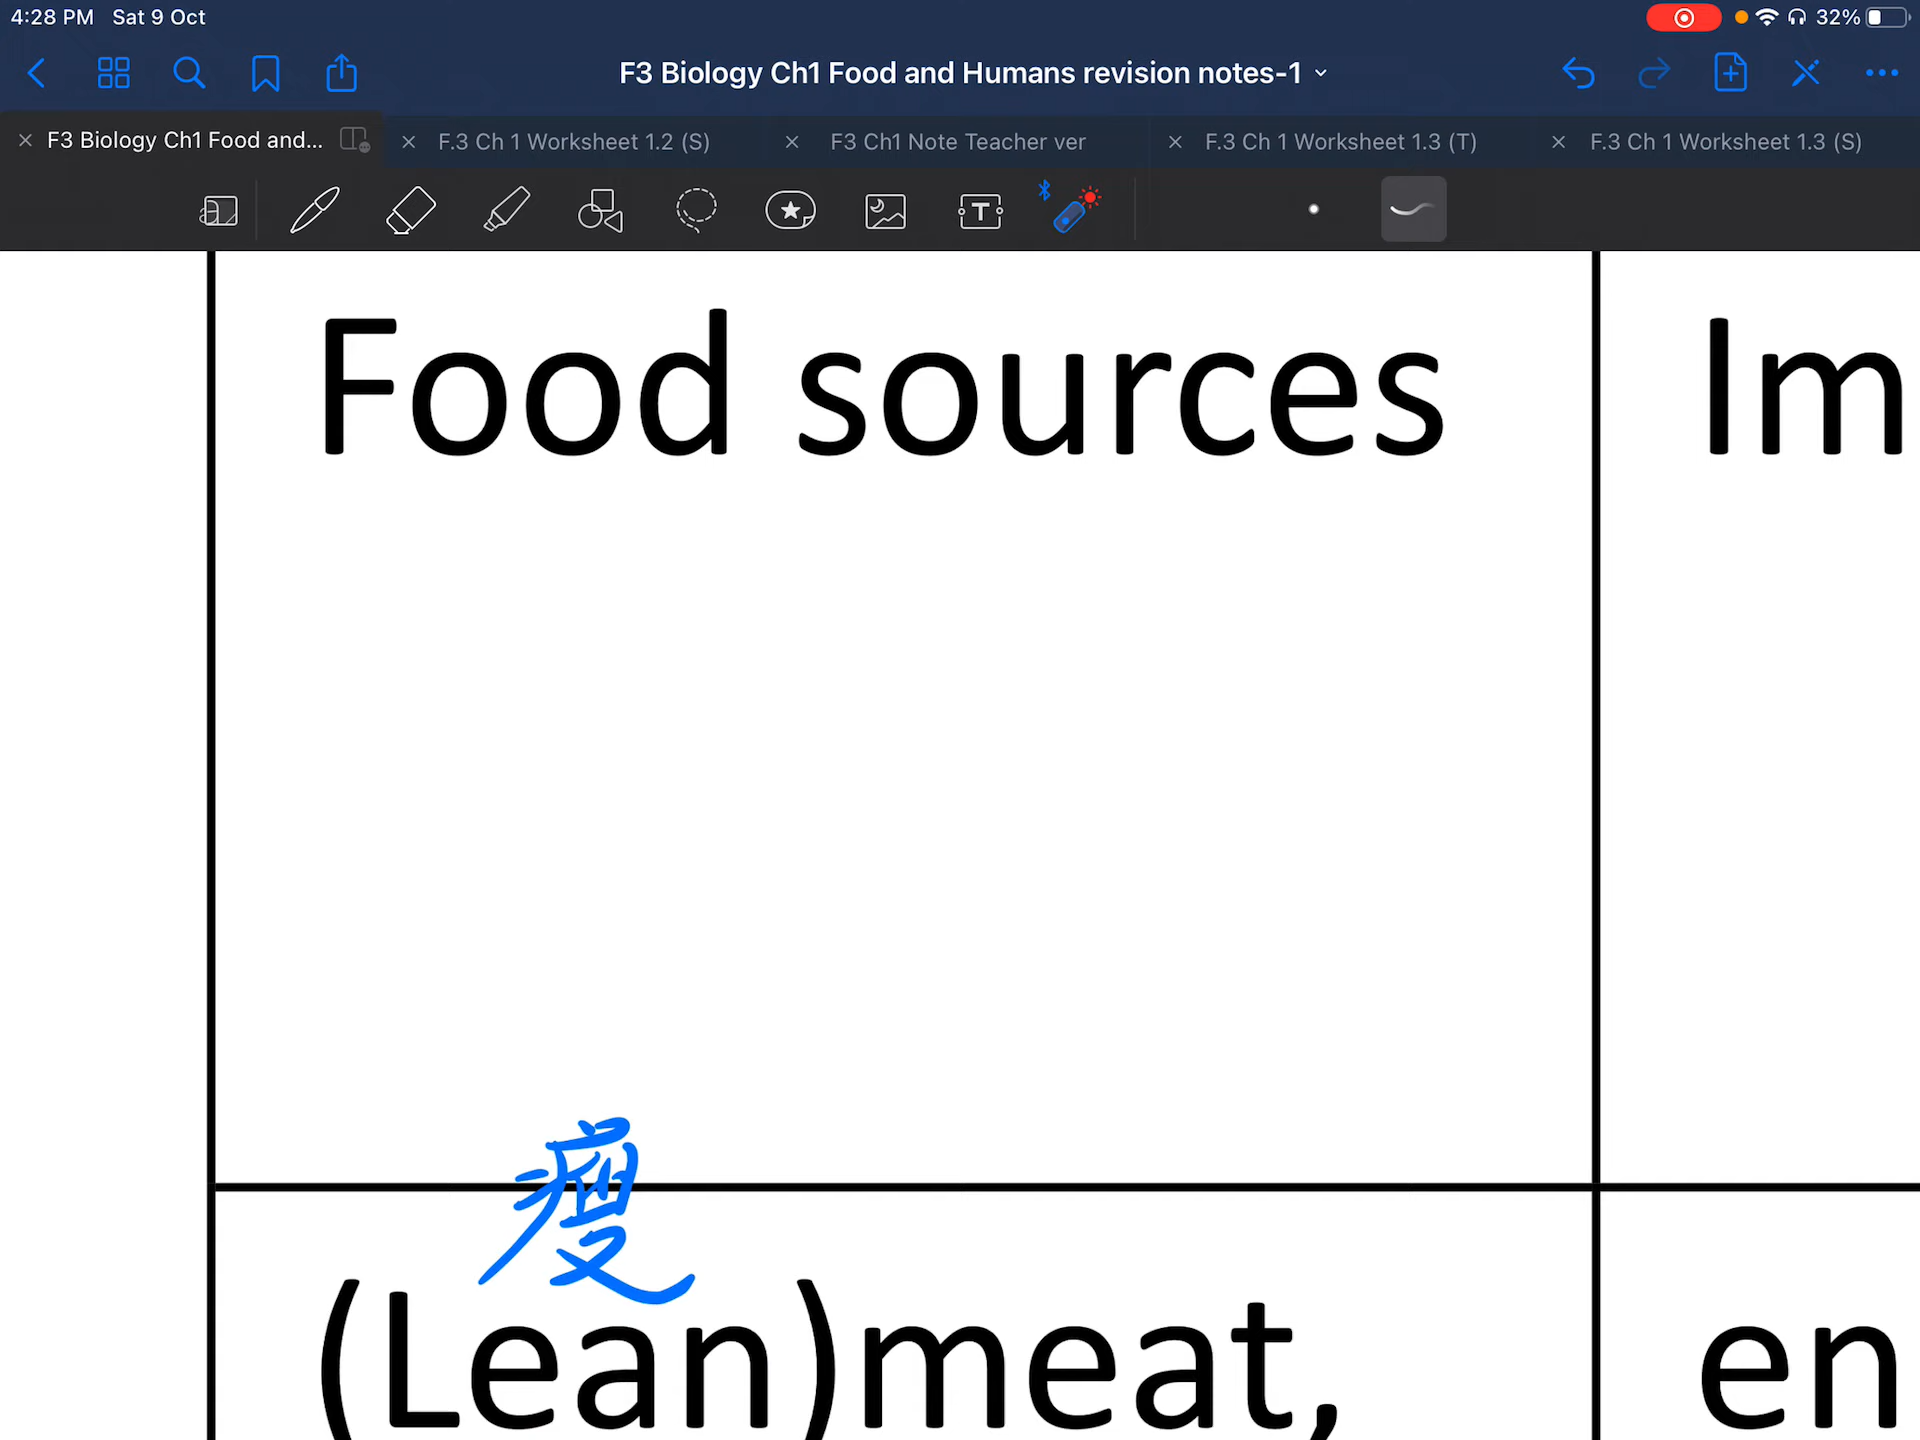 4:28 PM Sat 9 Oct 32%
F3 Biology Ch1 Food and Humans revision notes-1
F3 Biology Ch1 Food and... F.3 Ch 1 Worksheet 1.2 (S) F3 Ch1 Note Teacher ver F.3 Ch 1 Worksheet 1.3 (T) F.3 Ch 1 Worksheet 1.3 (S)
Food sources Im
瘦
(Lean)meat, en